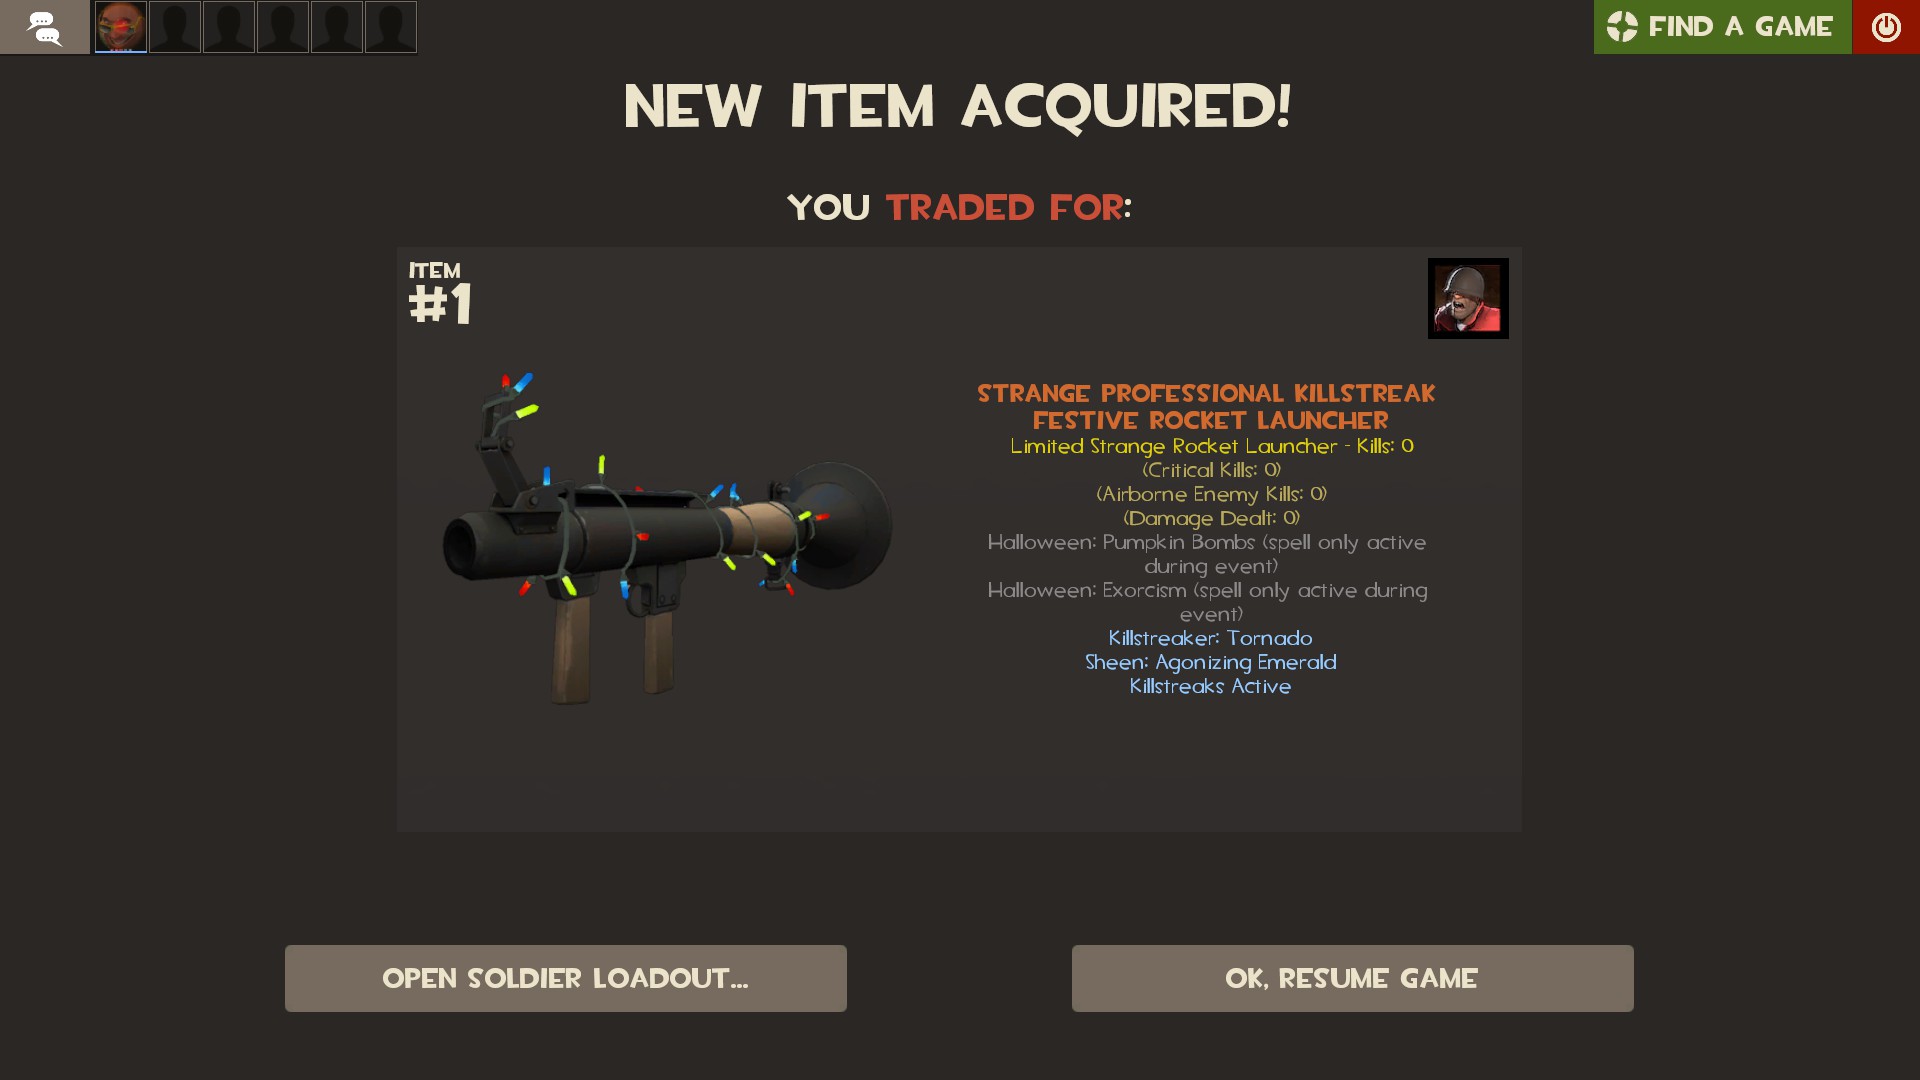 FIND A GAME
NEW ITEM ACQUIRED!
YOU TRADED FOR:
ITEM
#1
STRANGE PROFESSIONAL KILLSTREAK
FESTIVE ROCKET LAUNCHER
Limited Strange Rocket Launcher - Kills: 0
(Critical Kills: 0)
(Airborne Enemy Kills: 0)
(Damage Dealt: 0)
Halloween: Pumpkin Bombs (spell only active
during event)
Halloween: Exorcism (spell only active during
event)
Killstreaker: Tornado
Sheen: Agonizing Emerald
Killstreaks Active
OPEN SOLDIER LOADOUT...
OK, RESUME GAME